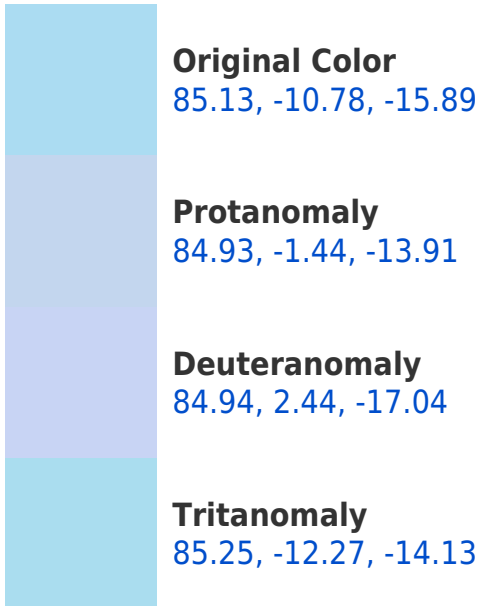 Original Color
85.13, -10.78, -15.89
Protanomaly
84.93, -1.44, -13.91
Deuteranomaly
84.94, 2.44, -17.04
Tritanomaly
85.25, -12.27, -14.13